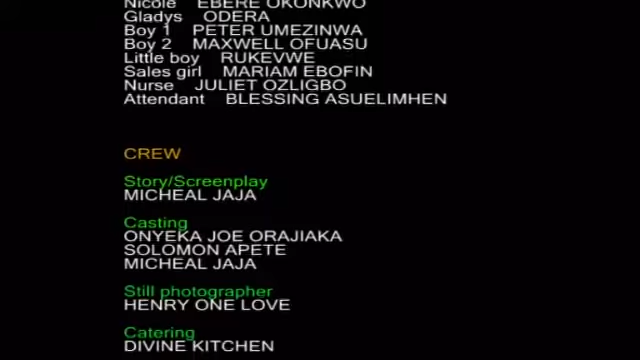 Nicole EBERE OKONKWO
Gladys ODERA
Boy 1 PETER UMEZINWA
Boy 2 MAXWELL OFUASU
Little boy RUKEVWE
Sales girl MARIAM EBOFIN
Nurse JULIET OZLIGBO
Attendant BLESSING ASUELIMHEN
CREW
Story/Screenplay
MICHEAL JAJA
Casting
ONYEKA JOE ORAJIAKA
SOLOMON APETE
MICHEAL JAJA
Still photographer
HENRY ONE LOVE
Catering
DIVINE KITCHEN